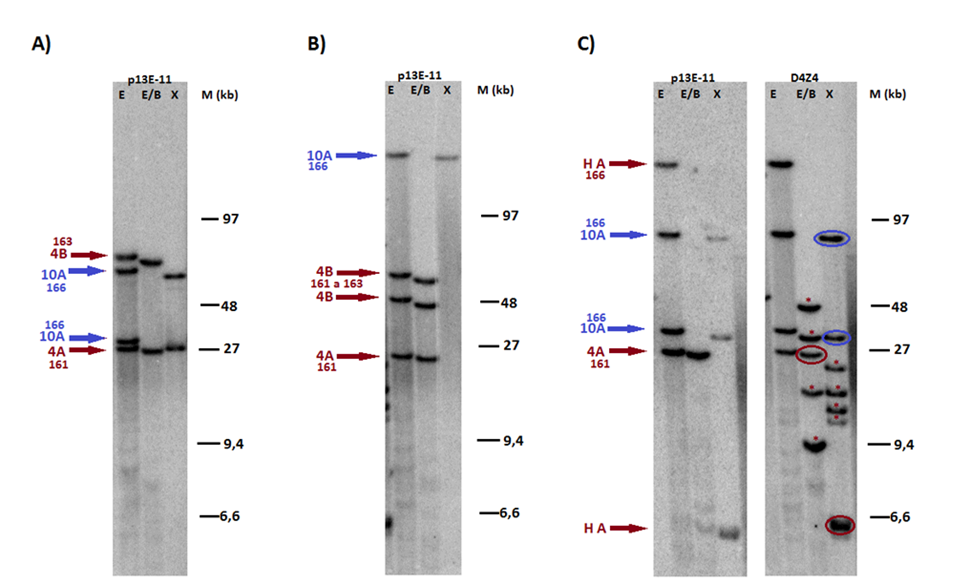 A)
p13E-11
E E/B X M (kb)
97
163
4B
10A
166
48
166
10A
4A
161
27
9,4
6,6
B)
p13E-11
E E/B X M (kb)
10A
166
97
4B
161 a 163
4B
48
4A
161
27
9,4
6,6
C)
p13E-11 D4Z4
E E/B X E E/B X M (kb)
H A
166
166
10A
97
48
166
10A
4A
161
27
9,4
6,6
H A